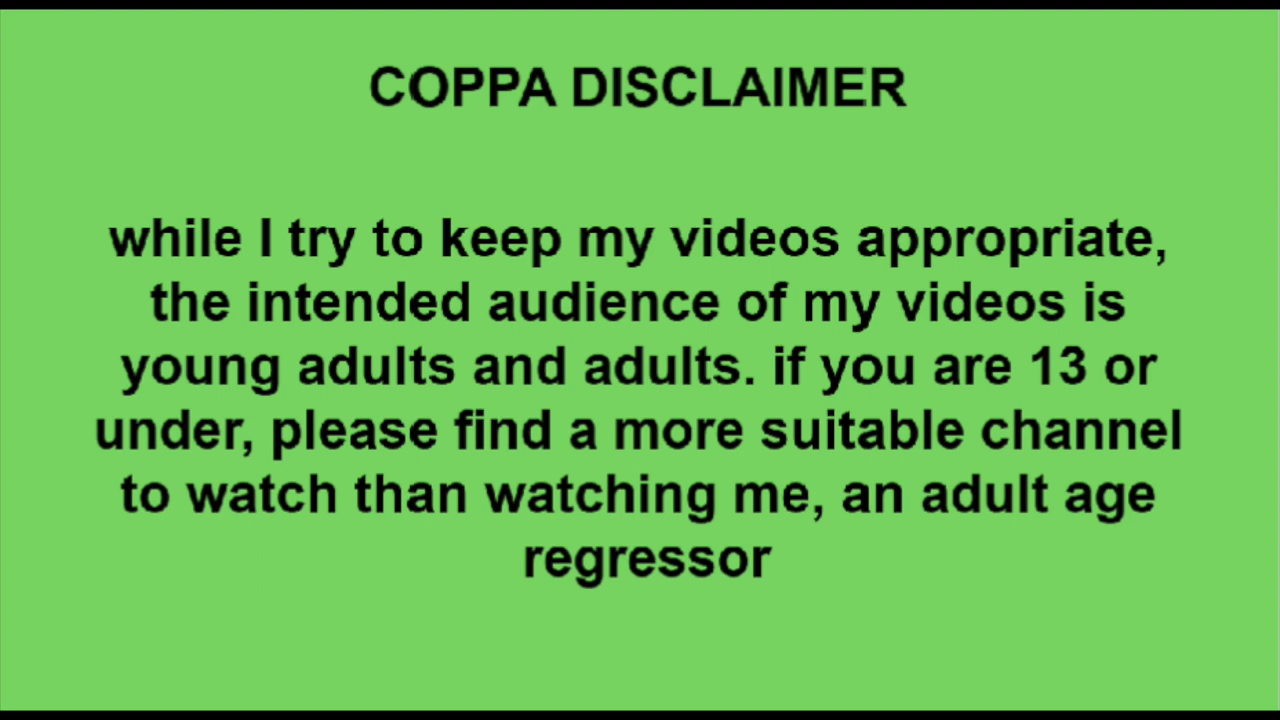 COPPA DISCLAIMER
while I try to keep my videos appropriate,
the intended audience of my videos is
young adults and adults. if you are 13 or
under, please find a more suitable channel
to watch than watching me, an adult age
regressor